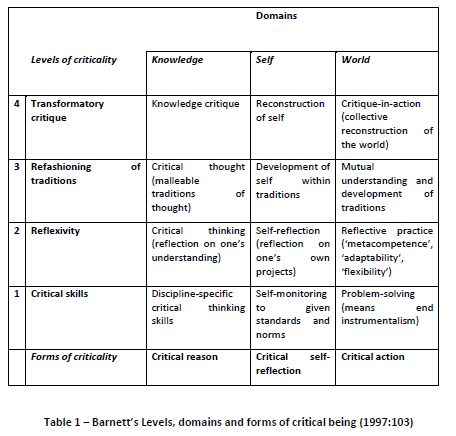 Domains
Levels of criticality Knowledge Self World
4 Transformatory Knowledge critique Reconstruction Critique-in-action
critique of self (collective
reconstruction of
the world)
3 Refashioning of Critical thought Development of Mutual
traditions (malleable self within understanding and
traditions of traditions development of
thought) traditions
2 Reflexivity Critical thinking Self-reflection Reflective practice
(reflection on one’s (reflection on (‘metacompetence’,
understanding) one’s own ‘adaptability’,
projects) ‘flexibility’)
1 Critical skills Discipline-specific Self-monitoring Problem-solving
critical thinking to given (means end
skills standards and instrumentalism)
norms
Forms of criticality Critical reason Critical self- Critical action
reflection
Table 1 – Barnett’s Levels, domains and forms of critical being (1997:103)